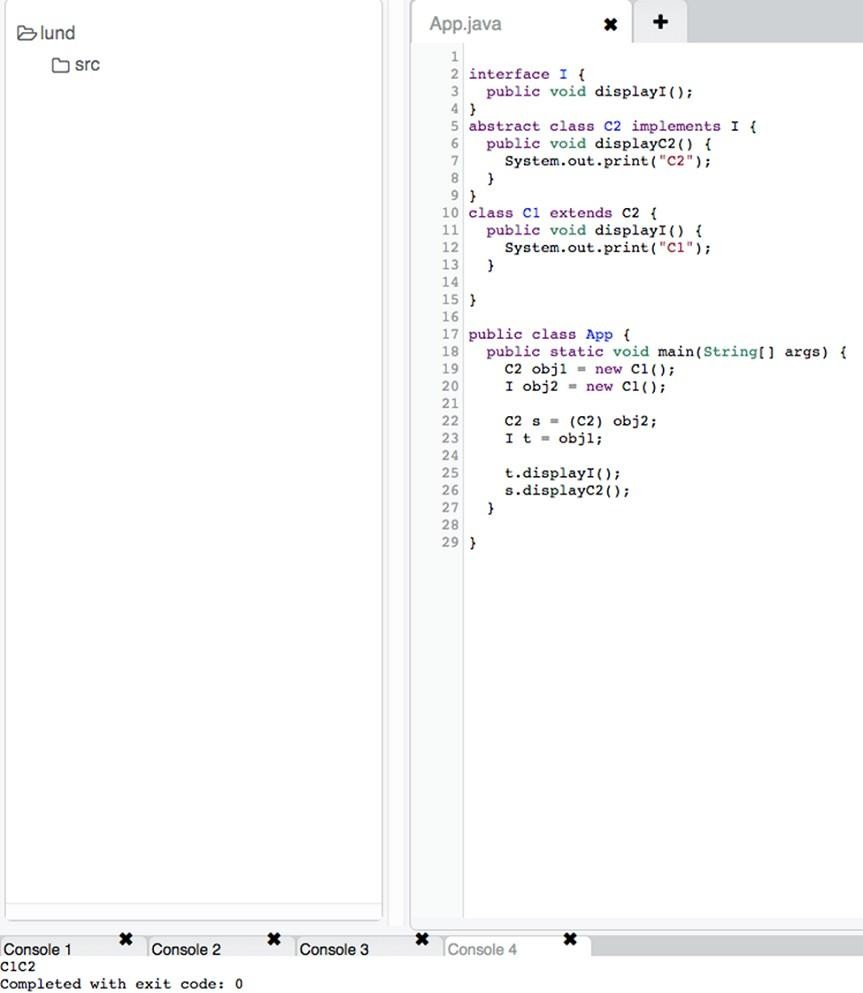 lund
src
App.java
1
2 interface I {
3 public void displayI();
4 }
5 abstract class C2 implements I {
6 public void displayC2() {
7 System.out.print("C2");
8 }
9 }
10 class C1 extends C2 {
11 public void displayI() {
12 System.out.print("C1");
13 }
14
15 }
16
17 public class App {
18 public static void main(String[] args) {
19 C2 obj1 = new C1();
20 I obj2 = new C1();
21
22 C2 s = (C2) obj2;
23 I t = obj1;
24
25 t.displayI();
26 s.displayC2();
27 }
28
29 }
Console 1 Console 2 Console 3 Console 4
C1C2
Completed with exit code: 0